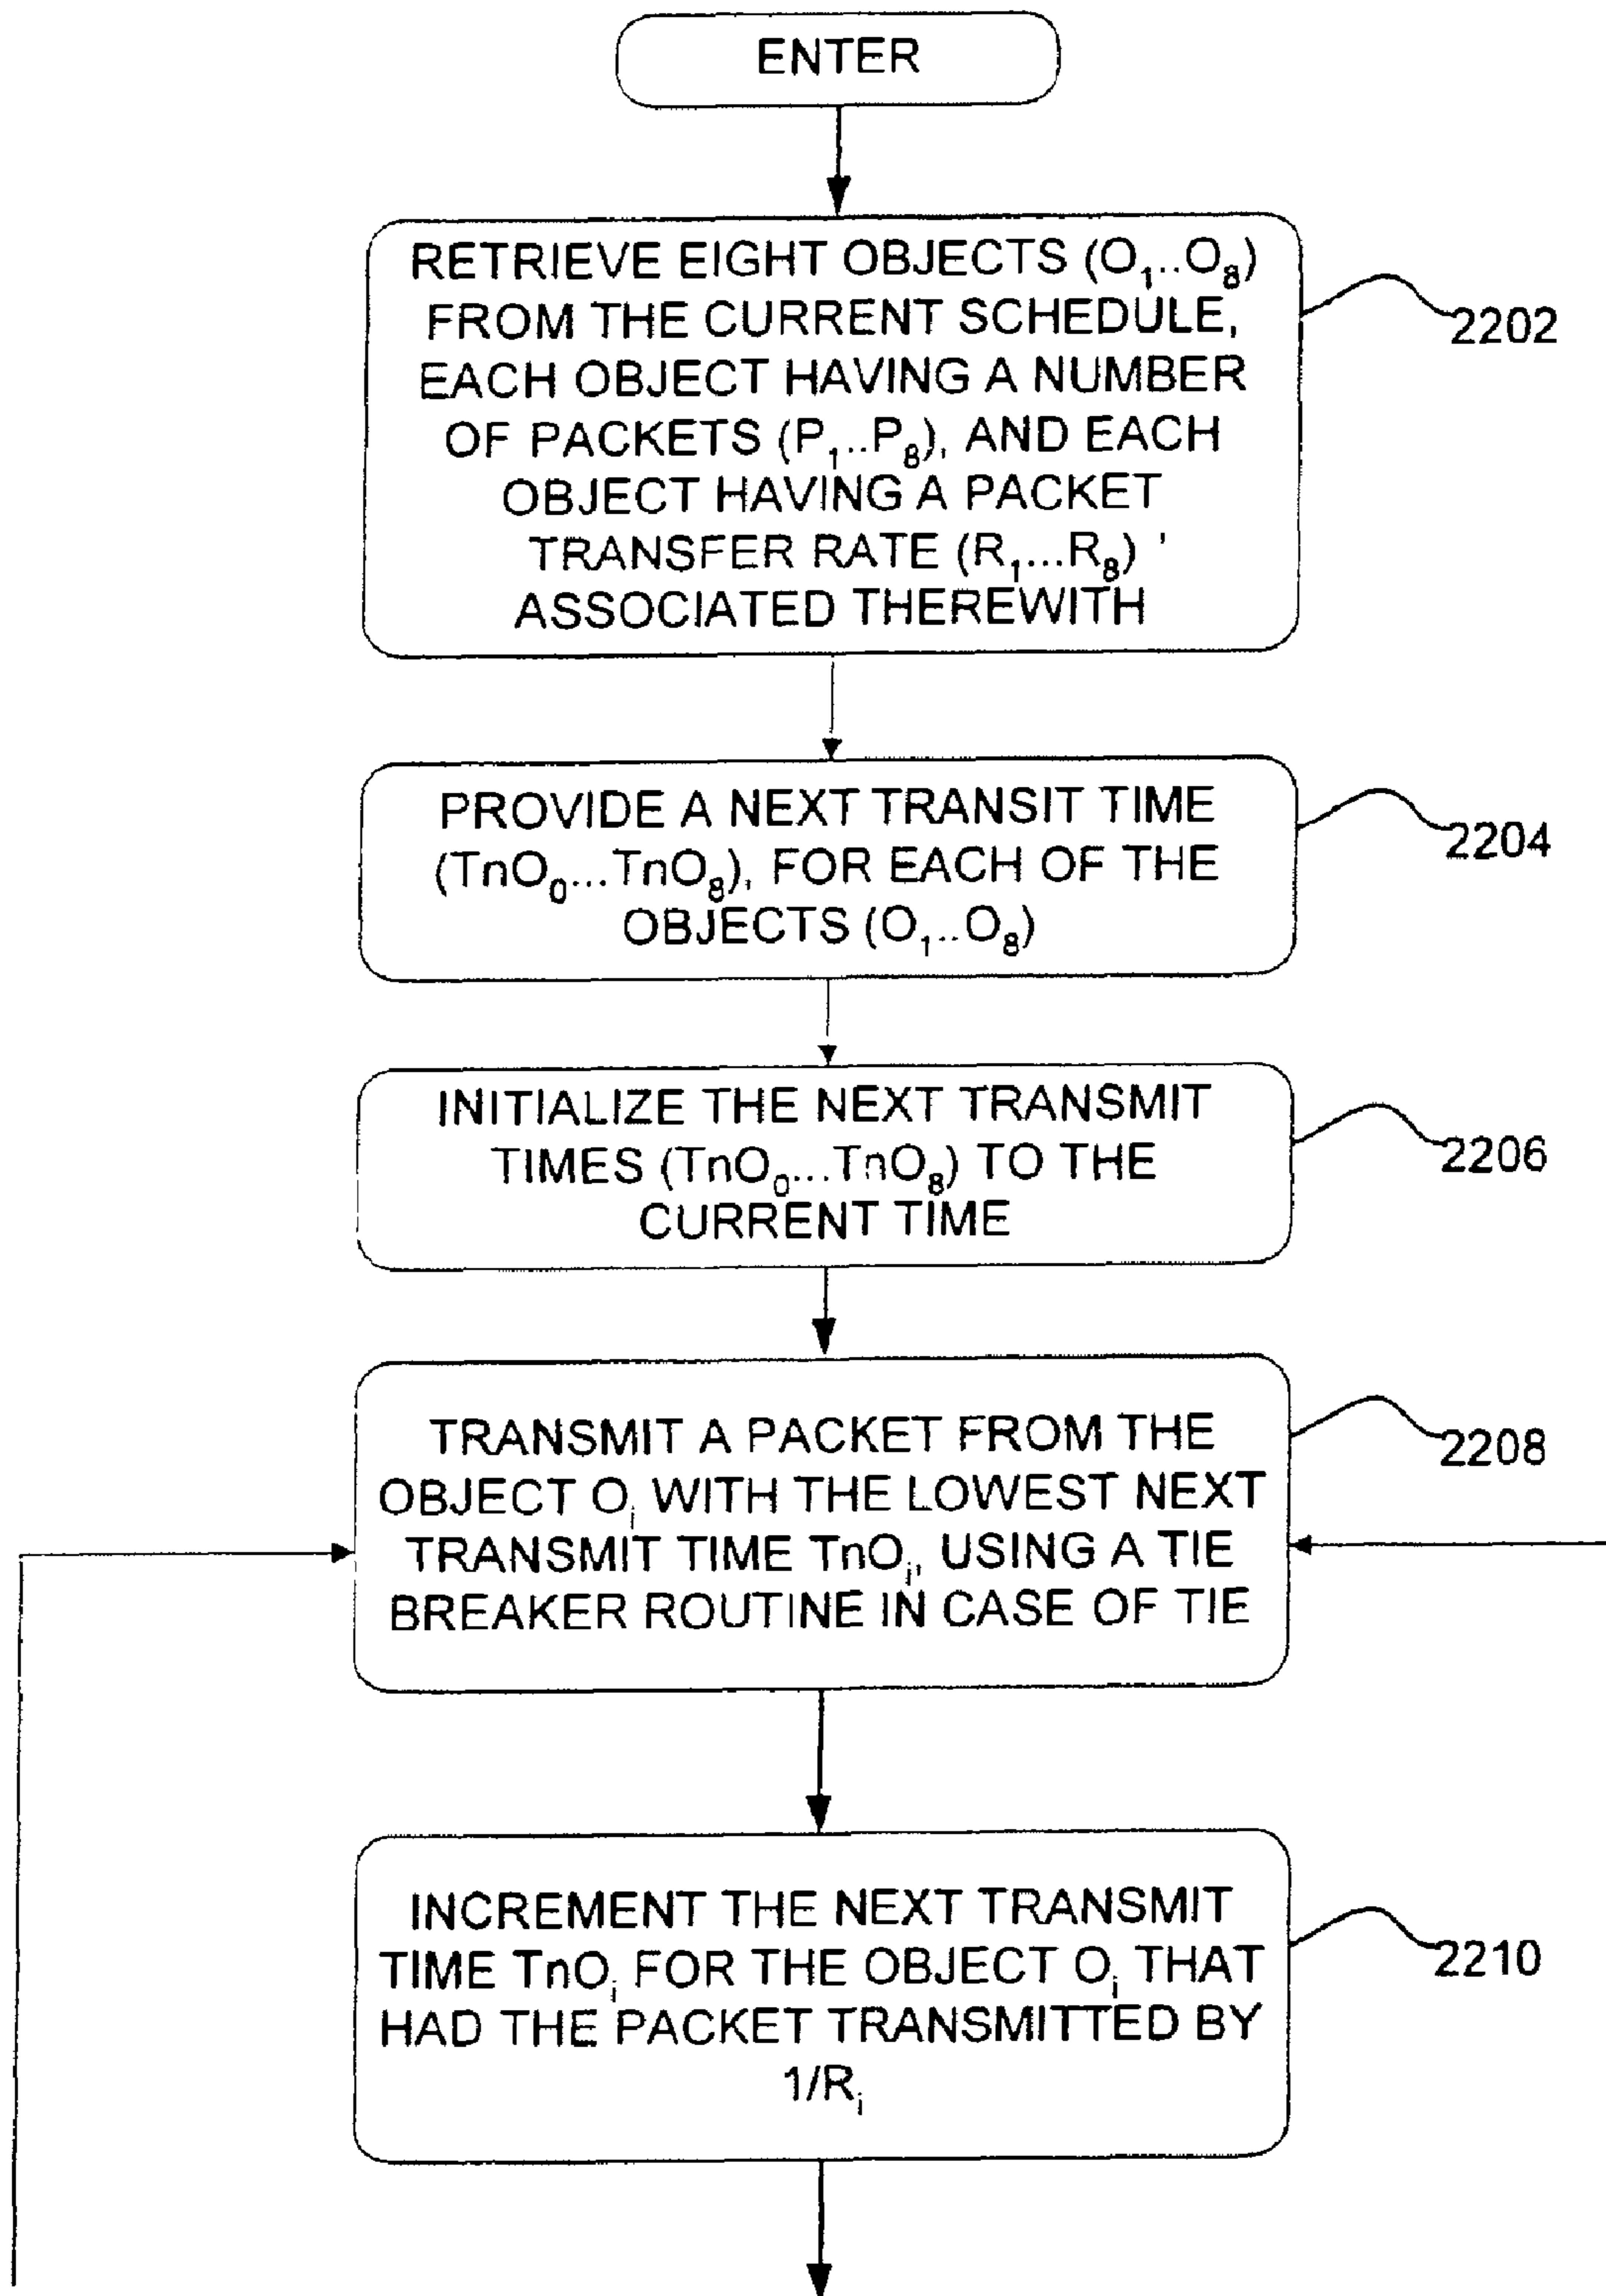 ENTER
RETRIEVE EIGHT OBJECTS (O₁..O₈)
FROM THE CURRENT SCHEDULE,
EACH OBJECT HAVING A NUMBER
OF PACKETS (P₁..P₈), AND EACH
OBJECT HAVING A PACKET
TRANSFER RATE (R₁...R₈) '
ASSOCIATED THEREWITH
2202
PROVIDE A NEXT TRANSIT TIME
(TnO₀...TnO₈), FOR EACH OF THE
OBJECTS (O₁..O₈)
2204
INITIALIZE THE NEXT TRANSMIT
TIMES (TnO₀...TnO₈) TO THE
CURRENT TIME
2206
TRANSMIT A PACKET FROM THE
OBJECT Oᵢ WITH THE LOWEST NEXT
TRANSMIT TIME TnOᵢ, USING A TIE
BREAKER ROUTINE IN CASE OF TIE
2208
INCREMENT THE NEXT TRANSMIT
TIME TnOᵢ FOR THE OBJECT Oᵢ THAT
HAD THE PACKET TRANSMITTED BY
1/Rᵢ
2210